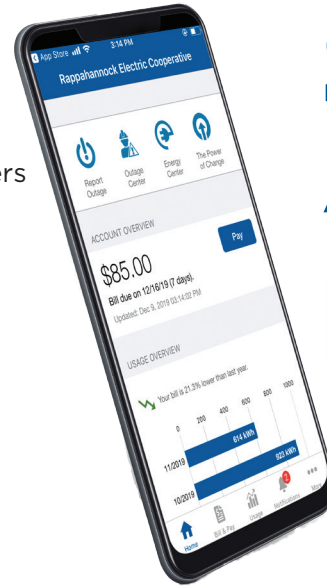 ers
App Store 3:14 PM
Rappahannock Electric Cooperative
Report Outage
Outage Center
Energy Center
The Power of Change
ACCOUNT OVERVIEW
$85.00
Pay
Bill due on 12/16/19 (7 days).
Updated: Dec 9, 2019 03:14:02 PM
USAGE OVERVIEW
Your bill is 21.3% lower than last year.
0 200 400 600 800 1000
11/2019 614 kWh
10/2019 923 kWh
2
Home Bill & Pay Usage Notifications More